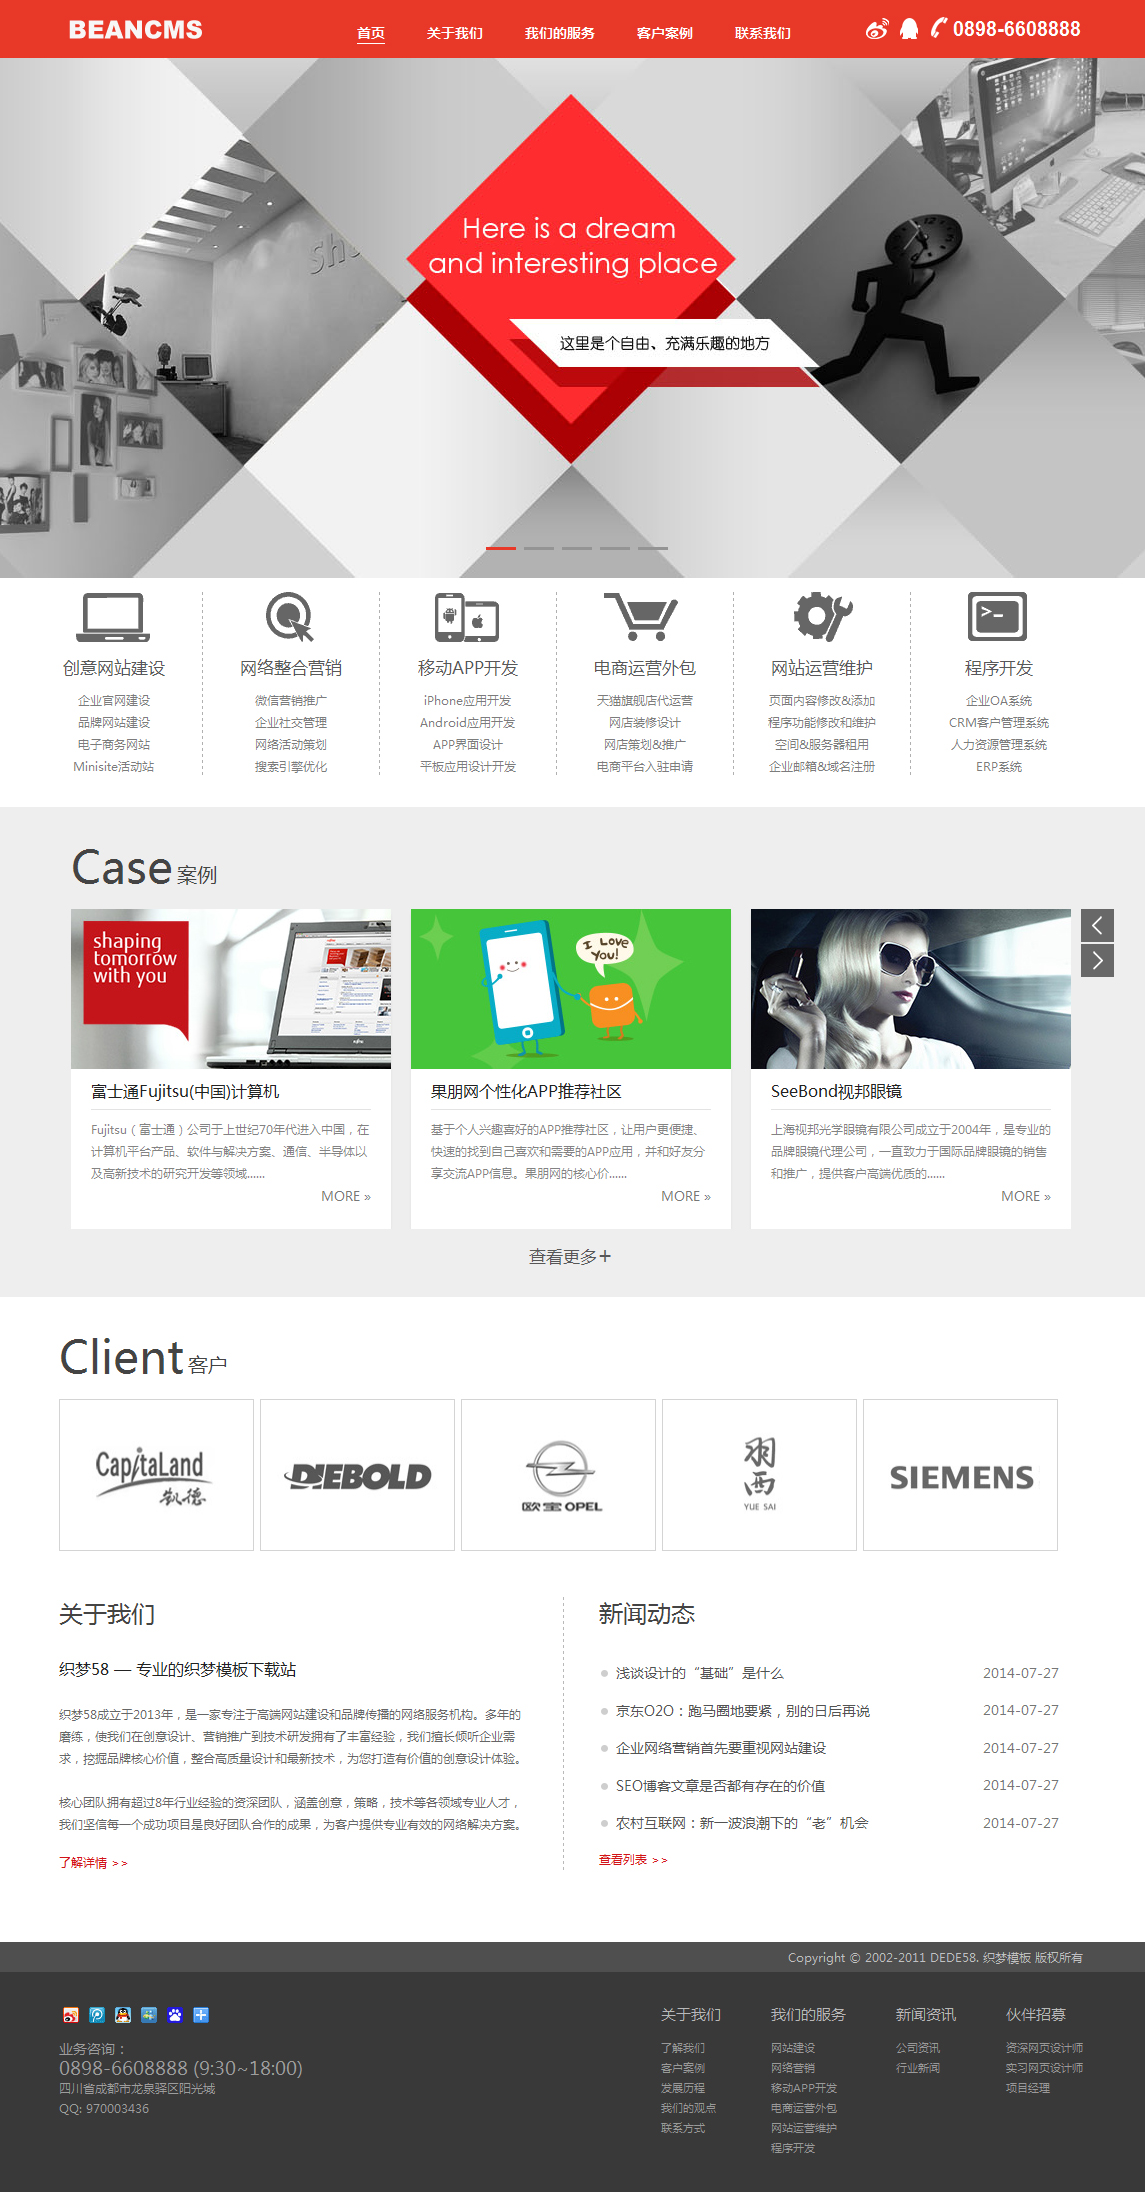 BEANCMS
首页 关于我们 我们的服务 客户案例 联系我们
0898-6608888
Here is a dream
and interesting place
这里是个自由、充满乐趣的地方
创意网站建设
企业官网建设
品牌网站建设
电子商务网站
Minisite活动站
网络整合营销
微信营销推广
企业社交管理
网络活动策划
搜索引擎优化
移动APP开发
iPhone应用开发
Android应用开发
APP界面设计
平板应用设计开发
电商运营外包
天猫旗舰店代运营
网店装修设计
网店策划&推广
电商平台入驻申请
网站运营维护
页面内容修改&添加
程序功能修改和维护
空间&服务器租用
企业邮箱&域名注册
程序开发
企业OA系统
CRM客户管理系统
人力资源管理系统
ERP系统
Case 案例
shaping
tomorrow
with you
富士通Fujitsu(中国)计算机
Fujitsu（富士通）公司于上世纪70年代进入中国，在
计算机平台产品、软件与解决方案、通信、半导体以
及高新技术的研究开发等领域......
MORE »
I Love
You!
果朋网个性化APP推荐社区
基于个人兴趣喜好的APP推荐社区，让用户更便捷、
快速的找到自己喜欢和需要的APP应用，并和好友分
享交流APP信息。果朋网的核心价......
MORE »
SeeBond视邦眼镜
上海视邦光学眼镜有限公司成立于2004年，是专业的
品牌眼镜代理公司，一直致力于国际品牌眼镜的销售
和推广，提供客户高端优质的......
MORE »
查看更多+
Client 客户
CapitaLand
凯德
DIEBOLD
欧宝 OPEL
羽西
YUE SAI
SIEMENS
关于我们
织梦58 — 专业的织梦模板下载站
织梦58成立于2013年，是一家专注于高端网站建设和品牌传播的网络服务机构。多年的
磨练，使我们在创意设计、营销推广到技术研发拥有了丰富经验，我们擅长倾听企业需
求，挖掘品牌核心价值，整合高质量设计和最新技术，为您打造有价值的创意设计体验。
核心团队拥有超过8年行业经验的资深团队，涵盖创意，策略，技术等各领域专业人才，
我们坚信每一个成功项目是良好团队合作的成果，为客户提供专业有效的网络解决方案。
了解详情 >>
新闻动态
浅谈设计的“基础”是什么 2014-07-27
京东O2O：跑马圈地要紧，别的日后再说 2014-07-27
企业网络营销首先要重视网站建设 2014-07-27
SEO博客文章是否都有存在的价值 2014-07-27
农村互联网：新一波浪潮下的“老”机会 2014-07-27
查看列表 >>
Copyright © 2002-2011 DEDE58. 织梦模板 版权所有
业务咨询：
0898-6608888 (9:30~18:00)
四川省成都市龙泉驿区阳光城
QQ: 970003436
关于我们
了解我们
客户案例
发展历程
我们的观点
联系方式
我们的服务
网站建设
网络营销
移动APP开发
电商运营外包
网站运营维护
程序开发
新闻资讯
公司资讯
行业新闻
伙伴招募
资深网页设计师
实习网页设计师
项目经理